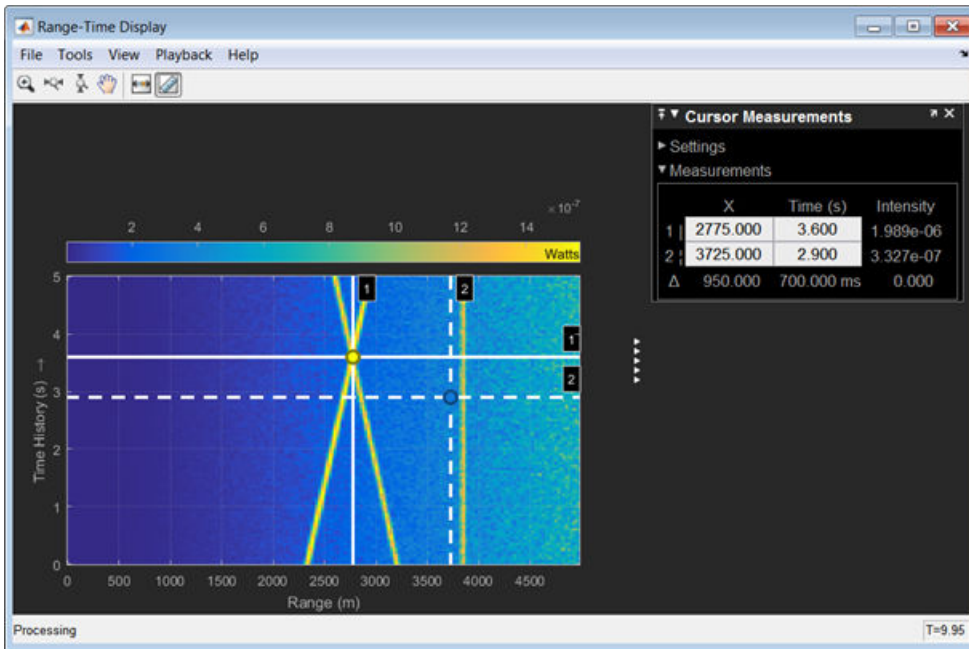 Range-Time Display
File Tools View Playback Help
Cursor Measurements
Settings
Measurements
X Time (s) Intensity
1 2775.000 3.600 1.989e-06
2 3725.000 2.900 3.327e-07
Δ 950.000 700.000 ms 0.000
× 10⁻⁷
2 4 6 8 10 12 14
Watts
5
4
3
2
1
0
1 2
1
2
Time History (s) →
0 500 1000 1500 2000 2500 3000 3500 4000 4500
Range (m)
Processing T=9.95